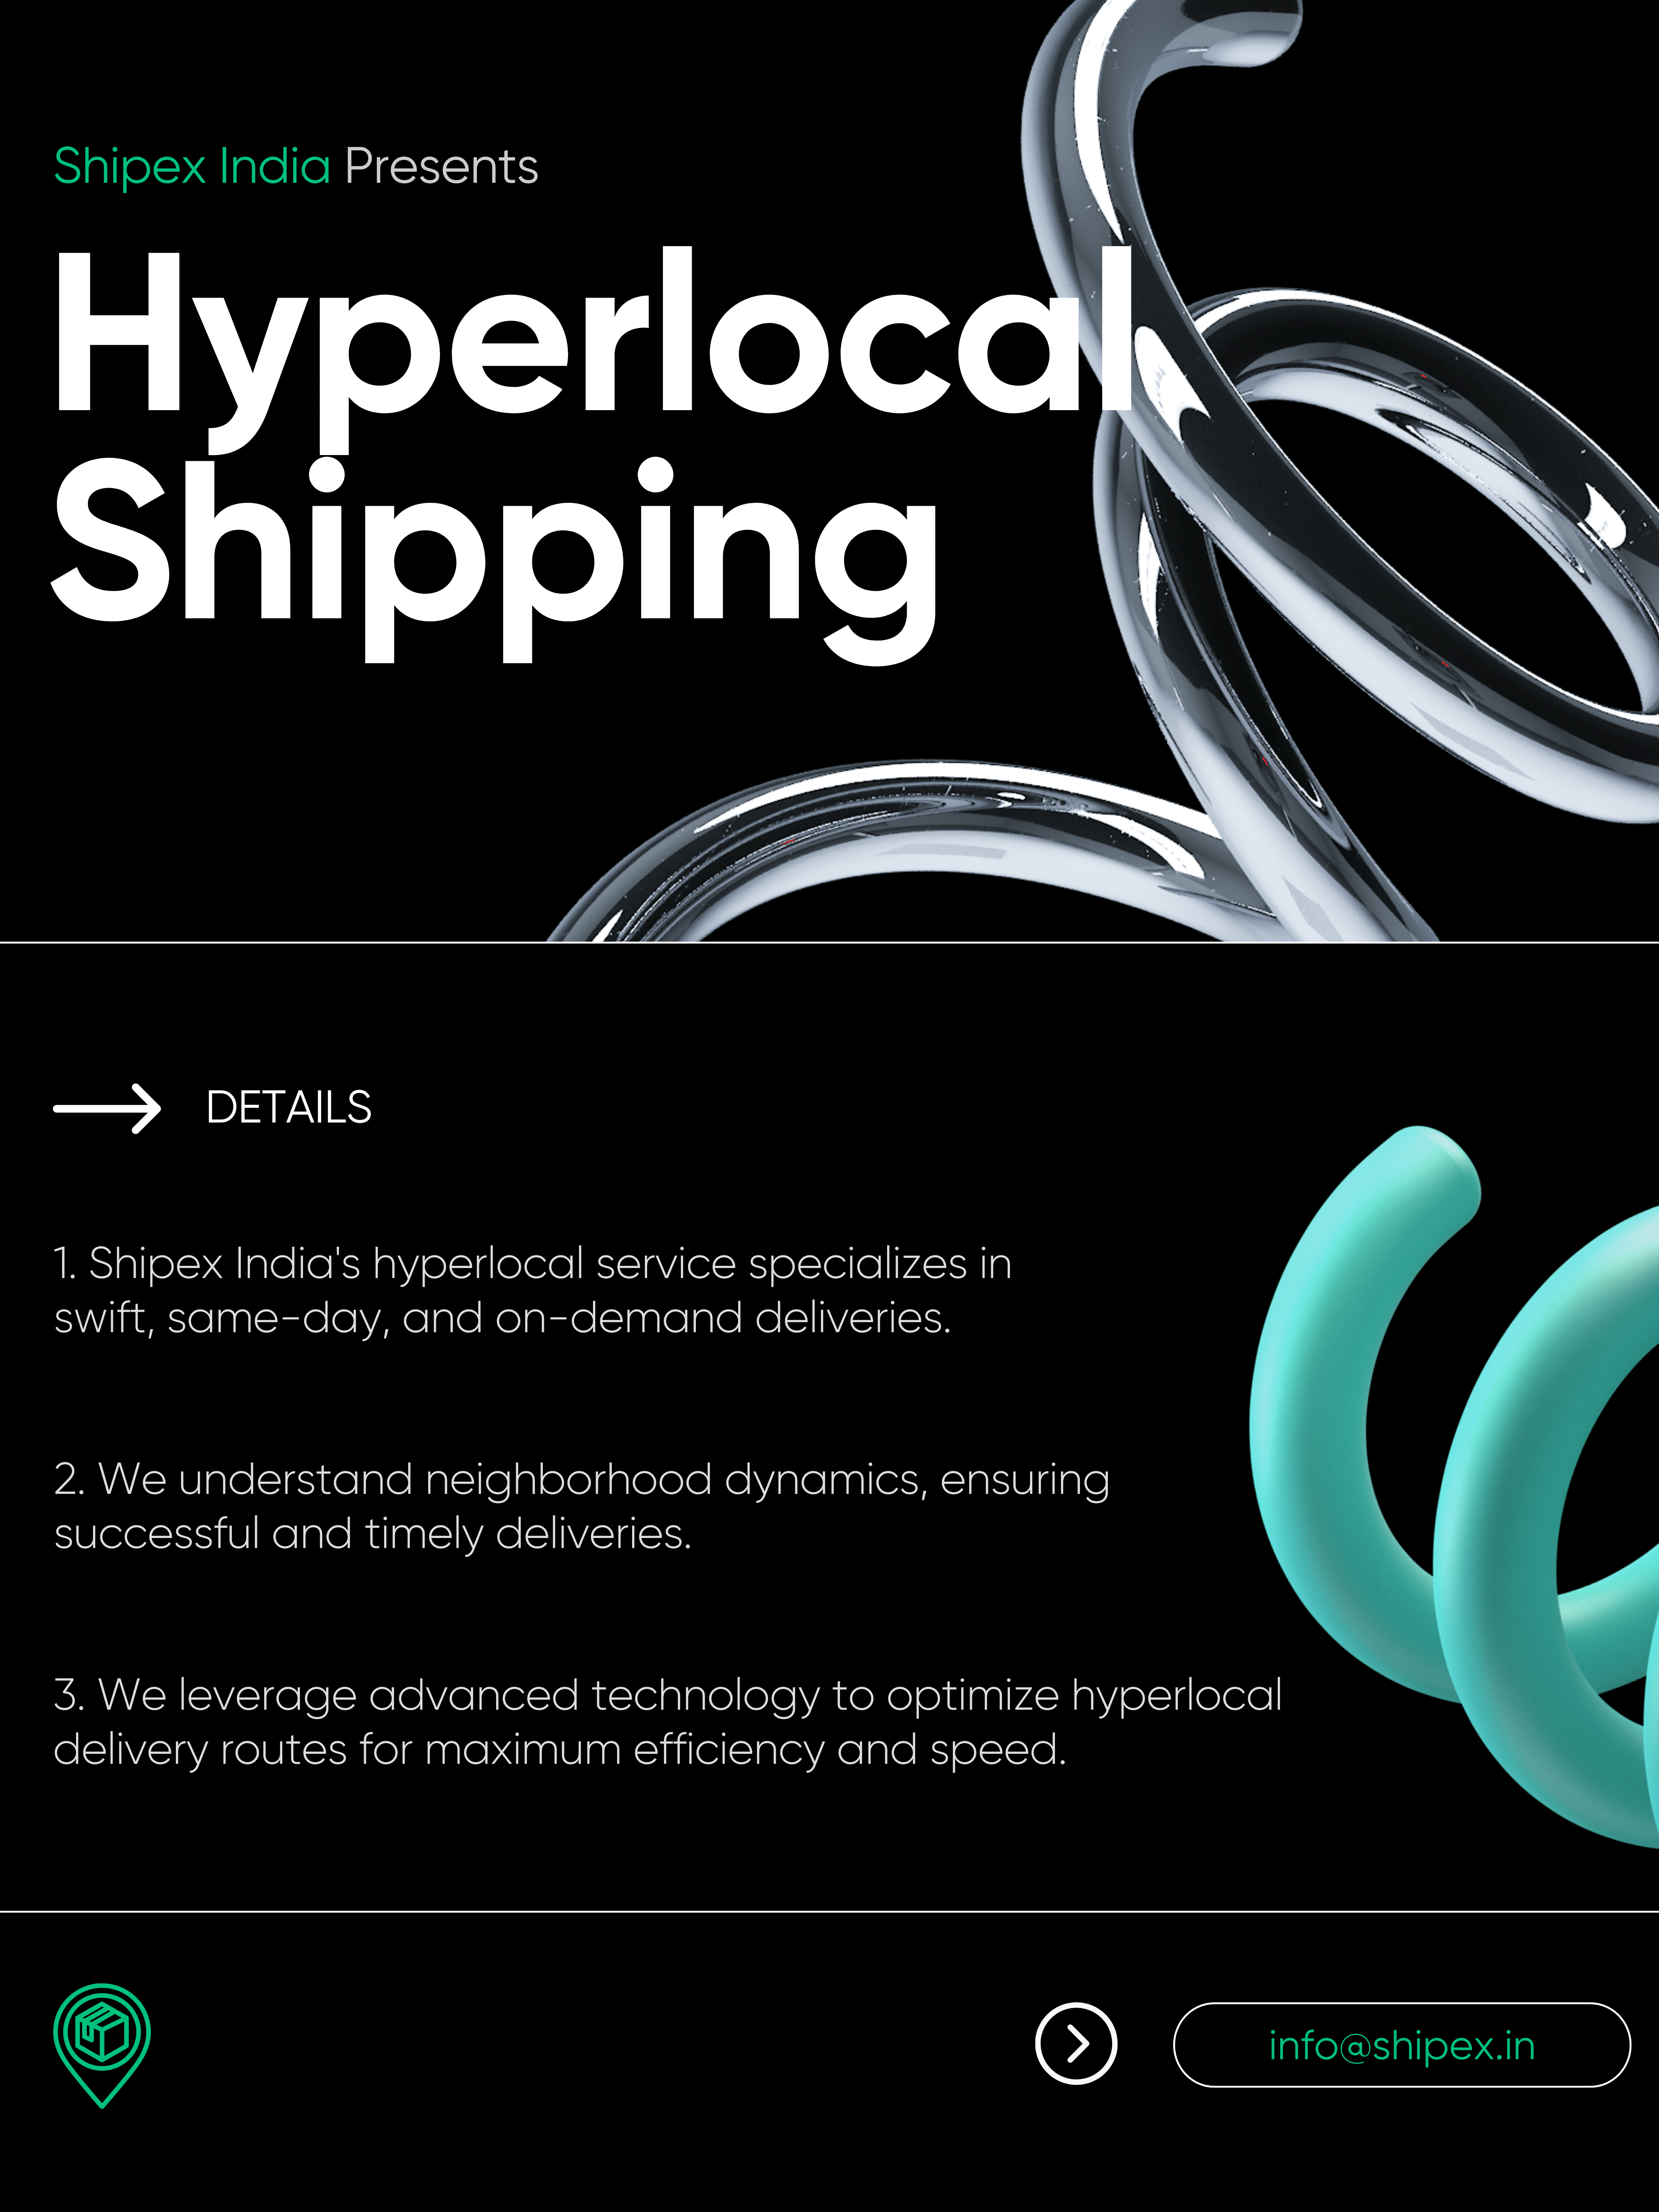 Shipex India Presents
Hyperlocal
Shipping
DETAILS
1. Shipex India's hyperlocal service specializes in
swift, same-day, and on-demand deliveries.
2. We understand neighborhood dynamics, ensuring
successful and timely deliveries.
3. We leverage advanced technology to optimize hyperlocal
delivery routes for maximum efficiency and speed.
info@shipex.in